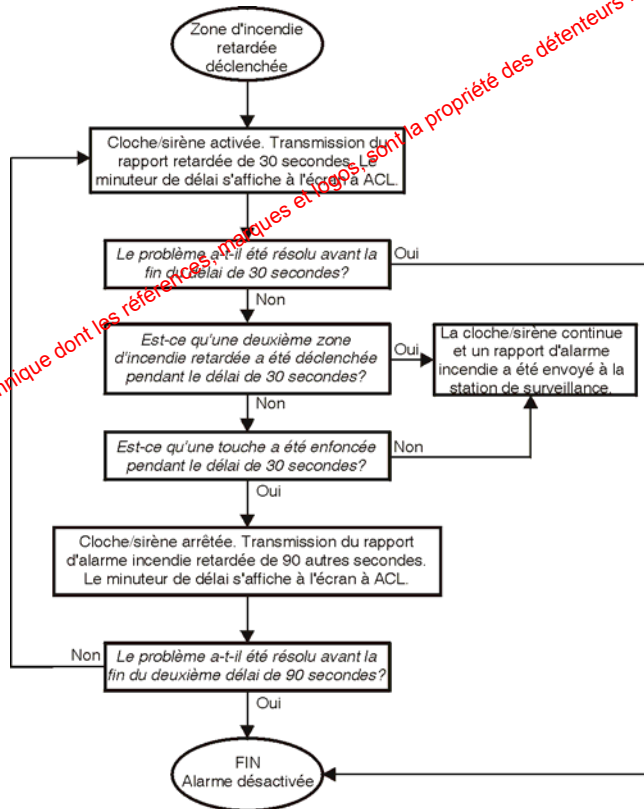 Zone d'incendie
retardée
déclenchée
Cloche/sirène activée. Transmission du
rapport retardée de 30 secondes. Le
minuteur de délai s'affiche à l'écran à ACL.
Le problème a-t-il été résolu avant la
fin du délai de 30 secondes?
Oui
Non
Est-ce qu'une deuxième zone
d'incendie retardée a été déclenchée
pendant le délai de 30 secondes?
Oui
La cloche/sirène continue
et un rapport d'alarme
incendie a été envoyé à la
station de surveillance.
Non
Est-ce qu'une touche a été enfoncée
pendant le délai de 30 secondes?
Non
Oui
Cloche/sirène arrêtée. Transmission du rapport
d'alarme incendie retardée de 90 autres secondes.
Le minuteur de délai s'affiche à l'écran à ACL.
Non
Le problème a-t-il été résolu avant la
fin du deuxième délai de 90 secondes?
Oui
FIN
Alarme désactivée
dont les références, marques et logos, sont la propriété des détenteurs